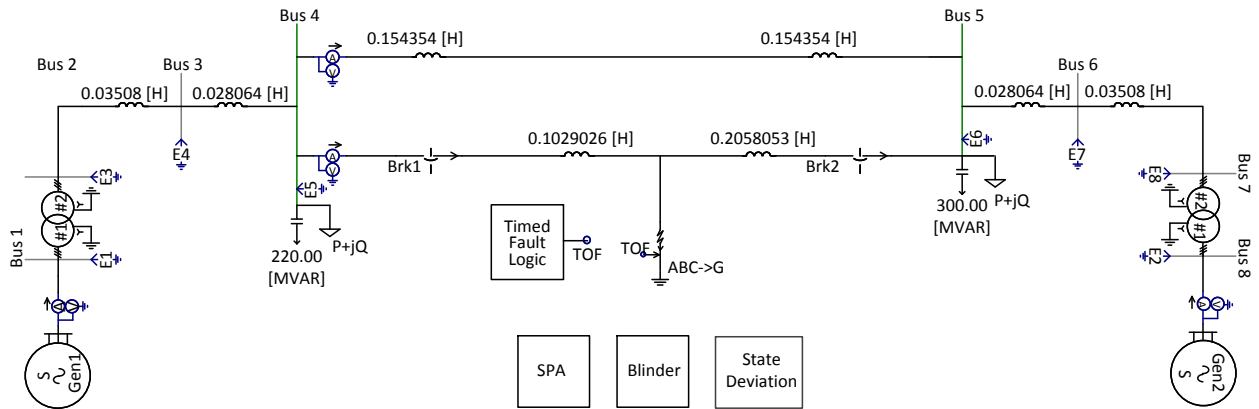 Bus 4
Bus 5
0.154354 [H]
0.154354 [H]
Bus 2
Bus 3
Bus 6
A
V
0.03508 [H]
0.028064 [H]
0.028064 [H]
0.03508 [H]
E4
E6
E7
0.1029026 [H]
0.2058053 [H]
A
V
Brk1
Brk2
E3
E5
E8
Bus 7
#2
#1
Y
Y
#2
#1
Y
Y
P+jQ
P+jQ
220.00
[MVAR]
300.00
[MVAR]
Timed
Fault
Logic
TOF
TOF
ABC->G
Bus 1
E1
E2
Bus 8
A
V
A
V
S
Gen1
S
Gen2
SPA
Blinder
State
Deviation